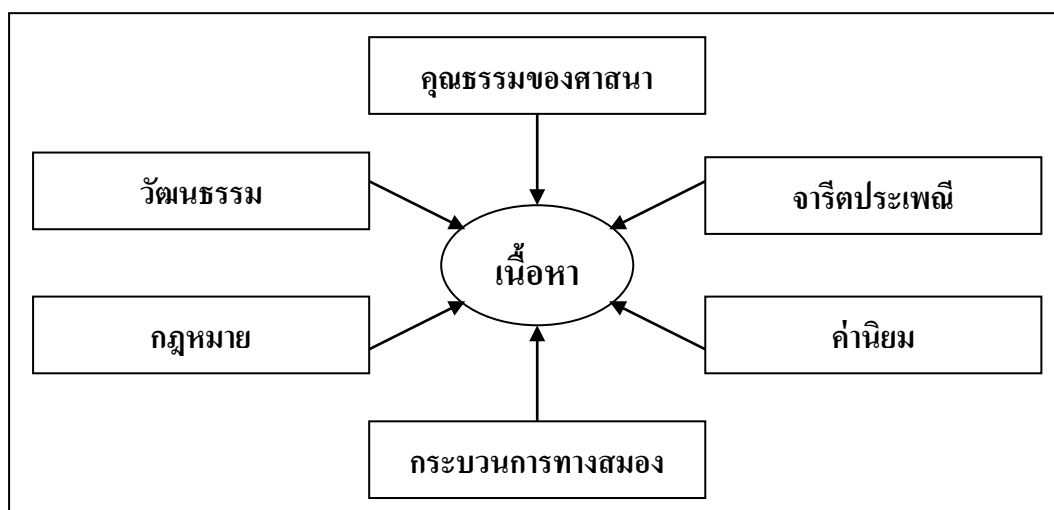 คุณธรรมของศาสนา
วัฒนธรรม
จารีตประเพณี
เนื้อหา
กฎหมาย
ค่านิยม
กระบวนการทางสมอง